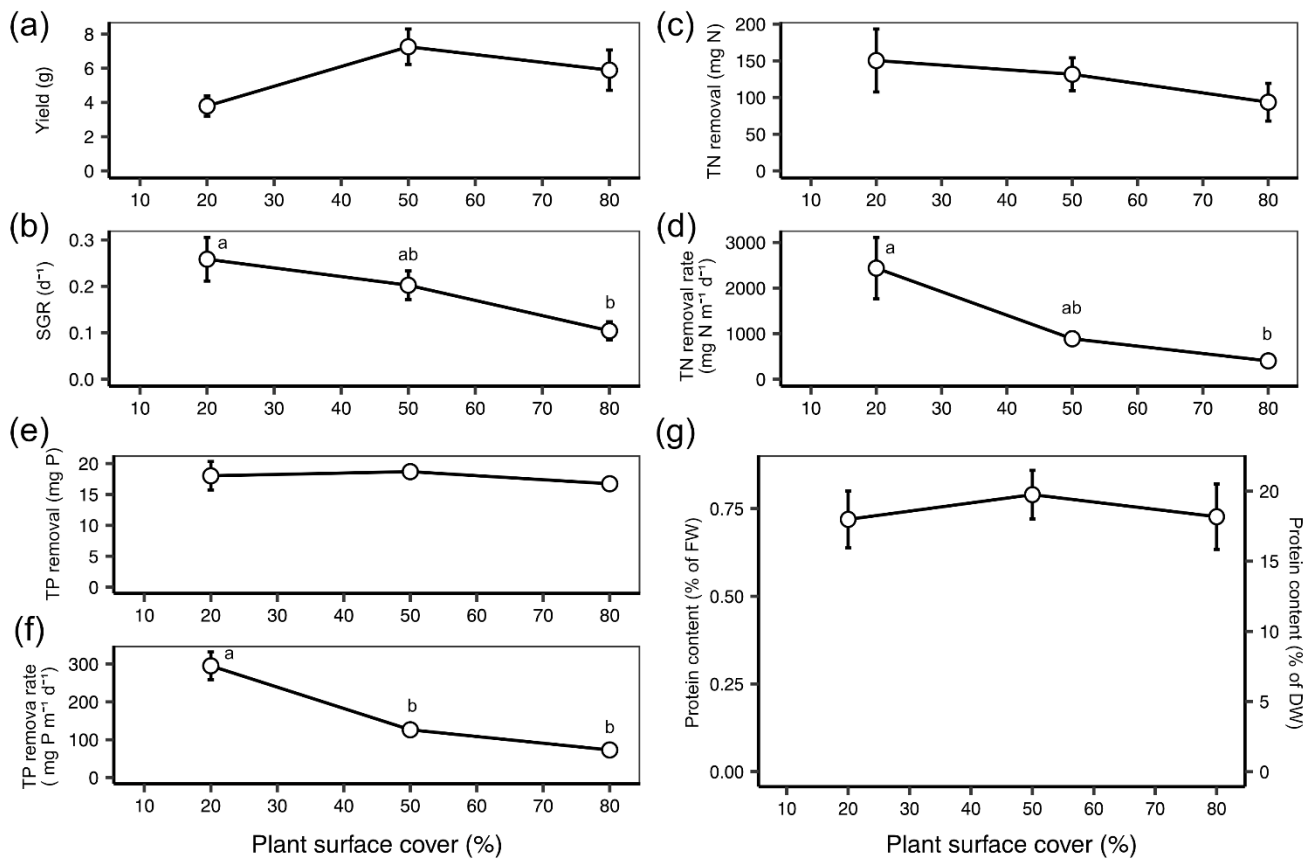 (a)
Yield (g)
8
6
4
2
0
10 20 30 40 50 60 70 80
(b)
SGR (d⁻¹)
0.3
0.2
0.1
0.0
a
ab
b
10 20 30 40 50 60 70 80
(c)
TN removal (mg N)
200
150
100
50
0
10 20 30 40 50 60 70 80
(d)
TN removal rate
(mg N m⁻¹ d⁻¹)
3000
2000
1000
0
a
ab
b
10 20 30 40 50 60 70 80
(e)
TP removal (mg P)
20
15
10
5
0
10 20 30 40 50 60 70 80
(f)
TP remova rate
( mg P m⁻¹ d⁻¹)
300
200
100
0
a
b
b
10 20 30 40 50 60 70 80
Plant surface cover (%)
(g)
Protein content (% of FW)
0.75
0.50
0.25
0.00
20
15
10
5
0
Protein content (% of DW)
10 20 30 40 50 60 70 80
Plant surface cover (%)